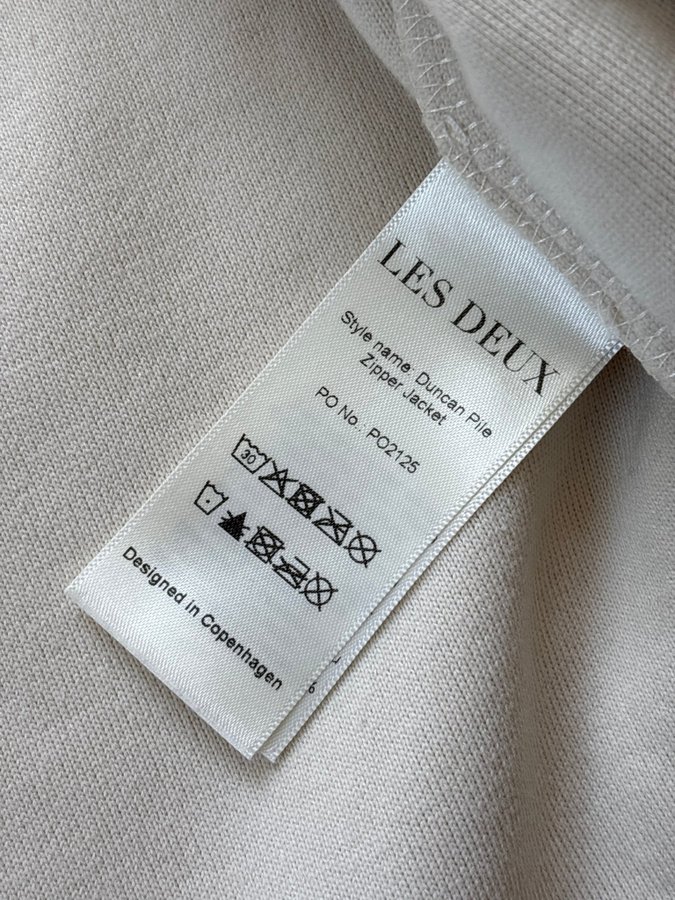 LES DEUX
Style name: Duncan Pile
Zipper Jacket
PO No.: PO2125
30
Designed in Copenhagen
%